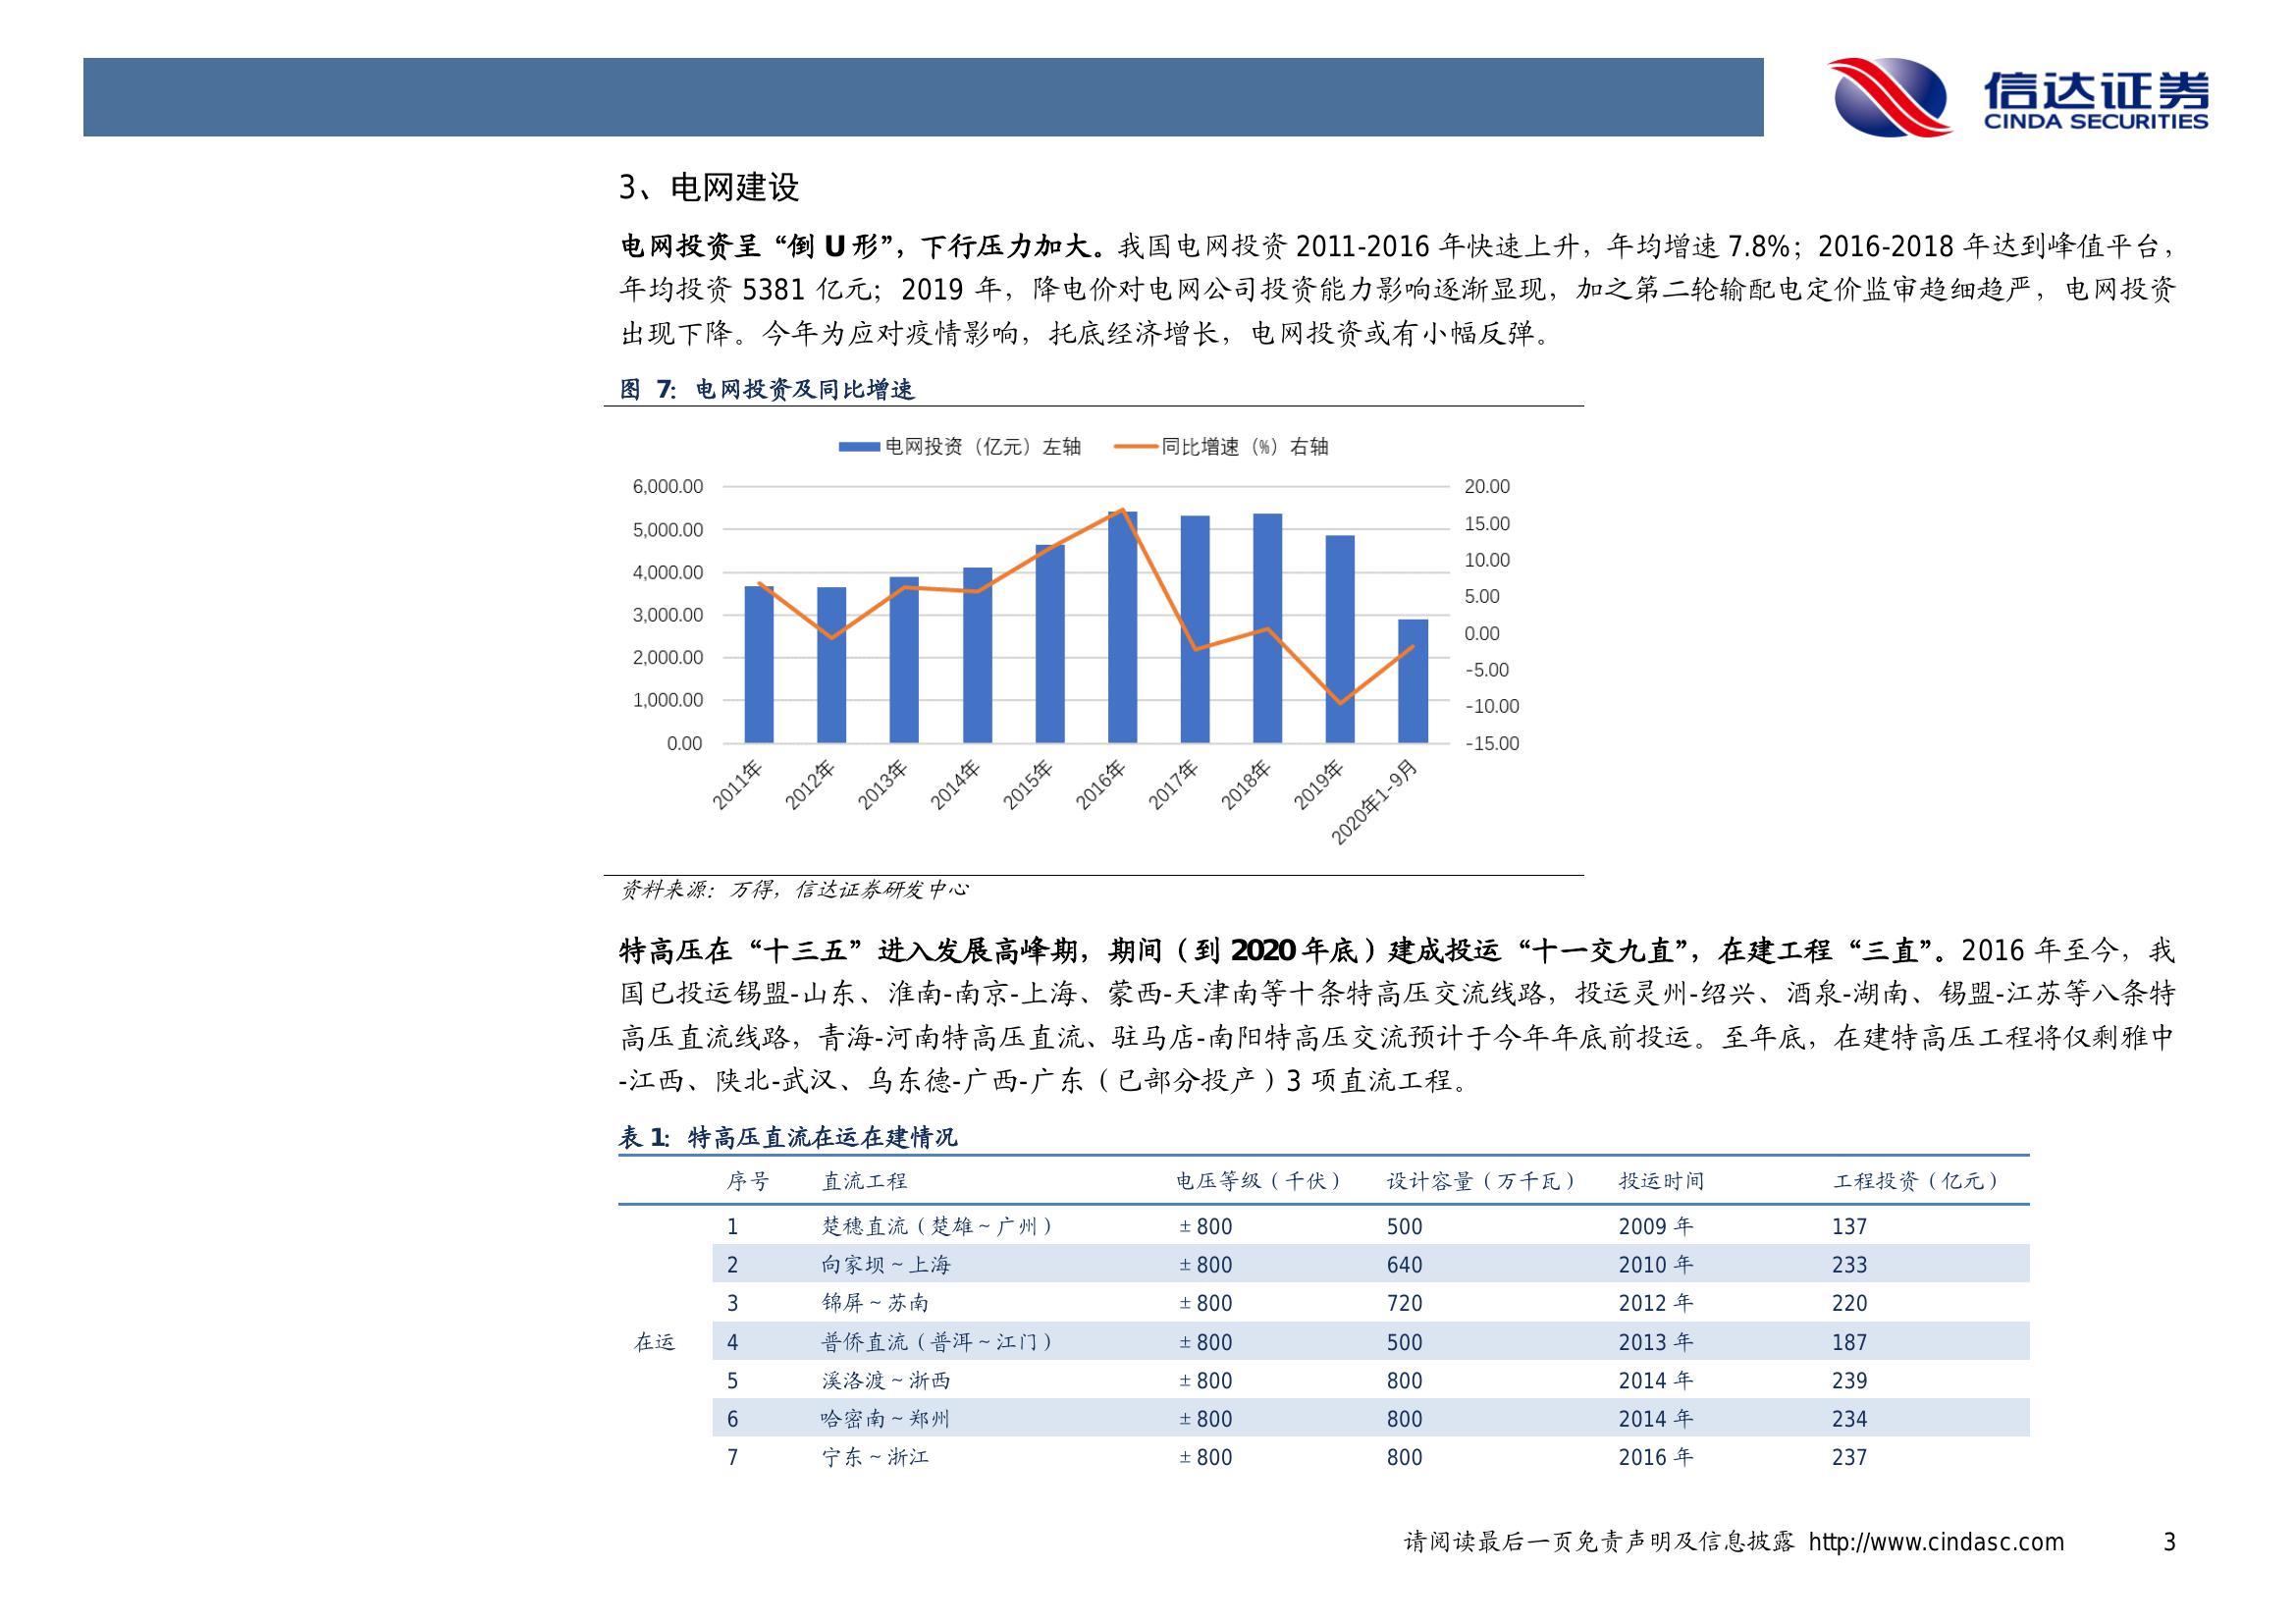 信达证券
CINDA SECURITIES
3、电网建设
电网投资呈“倒 U 形”，下行压力加大。我国电网投资 2011-2016 年快速上升，年均增速 7.8%；2016-2018 年达到峰值平台，
年均投资 5381 亿元；2019 年，降电价对电网公司投资能力影响逐渐显现，加之第二轮输配电定价监审趋细趋严，电网投资
出现下降。今年为应对疫情影响，托底经济增长，电网投资或有小幅反弹。
图 7：电网投资及同比增速
电网投资（亿元）左轴 同比增速（%）右轴
6,000.00 20.00
5,000.00 15.00
4,000.00 10.00
3,000.00 5.00
2,000.00 0.00
1,000.00 -5.00
0.00 -10.00
-15.00
2011年 2012年 2013年 2014年 2015年 2016年 2017年 2018年 2019年 2020年1-9月
资料来源：万得，信达证券研发中心
特高压在“十三五”进入发展高峰期，期间（到 2020 年底）建成投运“十一交九直”，在建工程“三直”。2016 年至今，我
国已投运锡盟-山东、淮南-南京-上海、蒙西-天津南等十条特高压交流线路，投运灵州-绍兴、酒泉-湖南、锡盟-江苏等八条特
高压直流线路，青海-河南特高压直流、驻马店-南阳特高压交流预计于今年年底前投运。至年底，在建特高压工程将仅剩雅中
-江西、陕北-武汉、乌东德-广西-广东（已部分投产）3 项直流工程。
表 1：特高压直流在运在建情况
序号 直流工程 电压等级（千伏） 设计容量（万千瓦） 投运时间 工程投资（亿元）
1 楚穗直流（楚雄~广州） ±800 500 2009 年 137
2 向家坝~上海 ±800 640 2010 年 233
3 锦屏~苏南 ±800 720 2012 年 220
在运 4 普侨直流（普洱~江门） ±800 500 2013 年 187
5 溪洛渡~浙西 ±800 800 2014 年 239
6 哈密南~郑州 ±800 800 2014 年 234
7 宁东~浙江 ±800 800 2016 年 237
请阅读最后一页免责声明及信息披露 http://www.cindasc.com 3